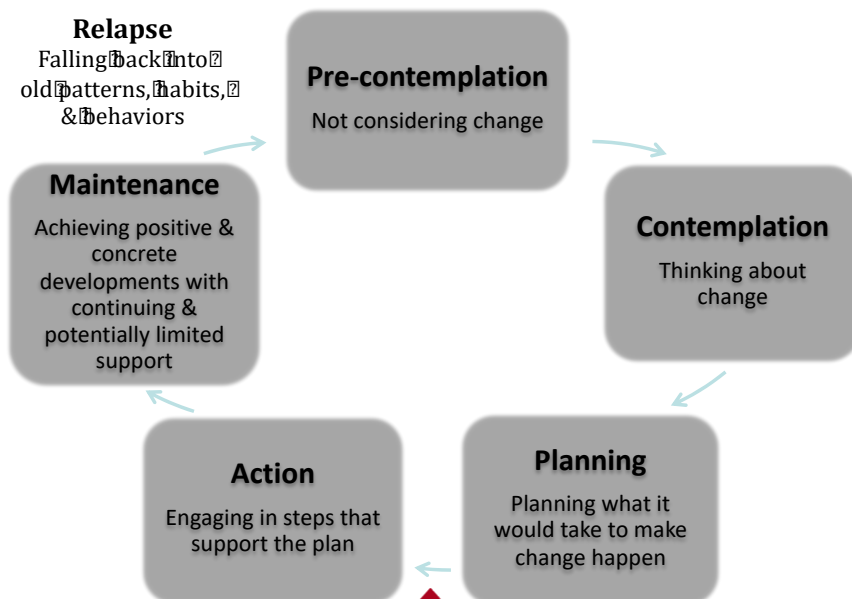 Relapse
Falling back into
old patterns, habits,
& behaviors
Pre-contemplation
Not considering change
Contemplation
Thinking about
change
Planning
Planning what it
would take to make
change happen
Action
Engaging in steps that
support the plan
Maintenance
Achieving positive &
concrete
developments with
continuing &
potentially limited
support